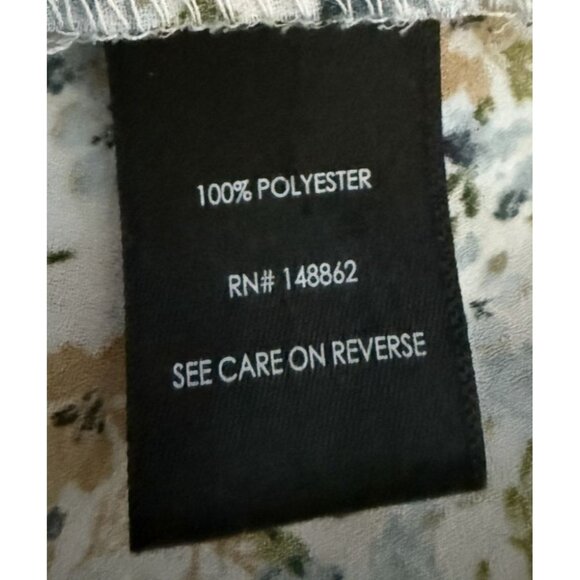 100% POLYESTER
RN# 148862
SEE CARE ON REVERSE